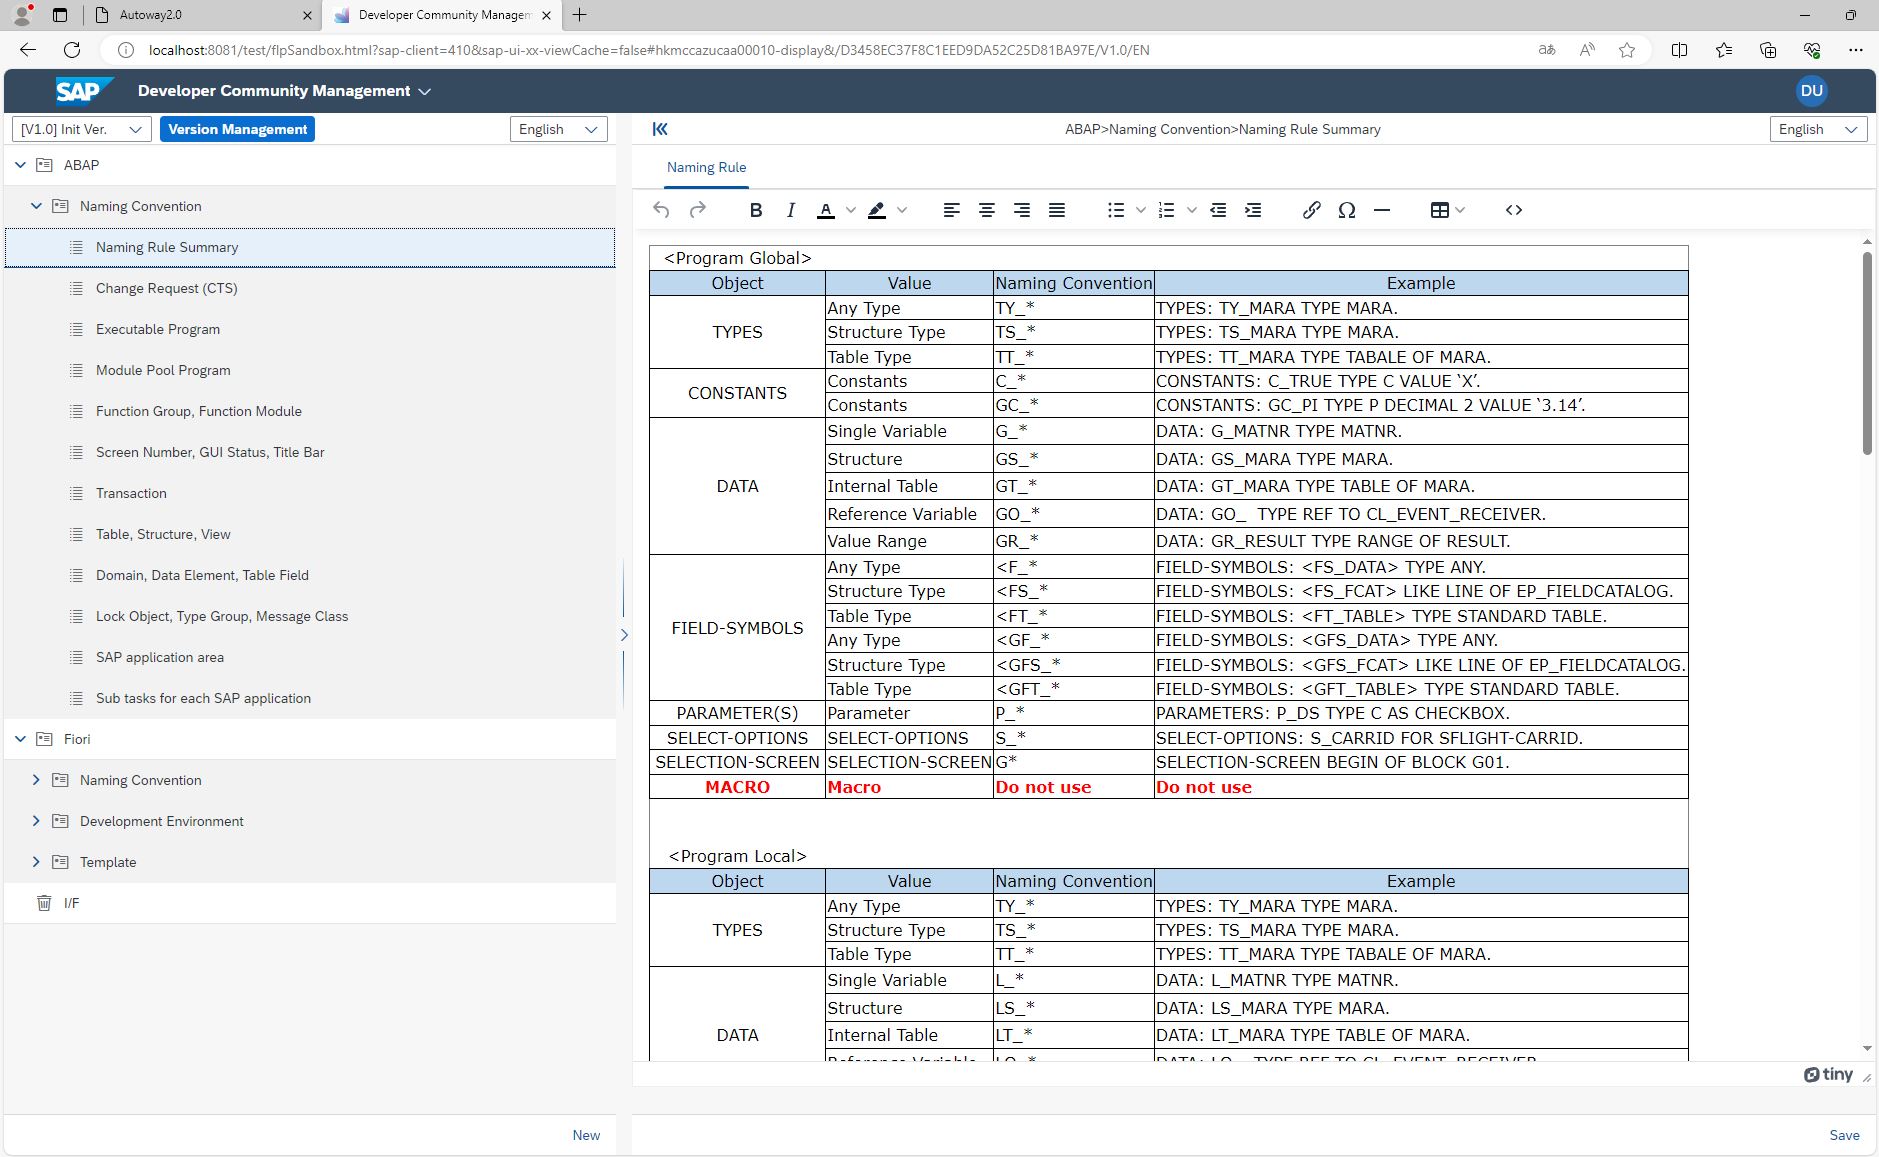 Autoway2.0
Developer Community Managem
localhost:8081/test/flpSandbox.html?sap-client=410&sap-ui-xx-viewCache=false#hkmccazucaa00010-display&/D3458EC37F8C1EED9DA52C25D81BA97E/V1.0/EN
SAP Developer Community Management DU
[V1.0] Init Ver. Version Management English
ABAP
Naming Convention
Naming Rule Summary
Change Request (CTS)
Executable Program
Module Pool Program
Function Group, Function Module
Screen Number, GUI Status, Title Bar
Transaction
Table, Structure, View
Domain, Data Element, Table Field
Lock Object, Type Group, Message Class
SAP application area
Sub tasks for each SAP application
Fiori
Naming Convention
Development Environment
Template
I/F
New
ABAP>Naming Convention>Naming Rule Summary English
Naming Rule
<Program Global>
Object Value Naming Convention Example
TYPES
Any Type TY_* TYPES: TY_MARA TYPE MARA.
Structure Type TS_* TYPES: TS_MARA TYPE MARA.
Table Type TT_* TYPES: TT_MARA TYPE TABALE OF MARA.
CONSTANTS
Constants C_* CONSTANTS: C_TRUE TYPE C VALUE ‘X’.
Constants GC_* CONSTANTS: GC_PI TYPE P DECIMAL 2 VALUE ‘3.14’.
DATA
Single Variable G_* DATA: G_MATNR TYPE MATNR.
Structure GS_* DATA: GS_MARA TYPE MARA.
Internal Table GT_* DATA: GT_MARA TYPE TABLE OF MARA.
Reference Variable GO_* DATA: GO_ TYPE REF TO CL_EVENT_RECEIVER.
Value Range GR_* DATA: GR_RESULT TYPE RANGE OF RESULT.
FIELD-SYMBOLS
Any Type <F_* FIELD-SYMBOLS: <FS_DATA> TYPE ANY.
Structure Type <FS_* FIELD-SYMBOLS: <FS_FCAT> LIKE LINE OF EP_FIELDCATALOG.
Table Type <FT_* FIELD-SYMBOLS: <FT_TABLE> TYPE STANDARD TABLE.
Any Type <GF_* FIELD-SYMBOLS: <GFS_DATA> TYPE ANY.
Structure Type <GFS_* FIELD-SYMBOLS: <GFS_FCAT> LIKE LINE OF EP_FIELDCATALOG.
Table Type <GFT_* FIELD-SYMBOLS: <GFT_TABLE> TYPE STANDARD TABLE.
PARAMETER(S) Parameter P_* PARAMETERS: P_DS TYPE C AS CHECKBOX.
SELECT-OPTIONS SELECT-OPTIONS S_* SELECT-OPTIONS: S_CARRID FOR SFLIGHT-CARRID.
SELECTION-SCREEN SELECTION-SCREEN G* SELECTION-SCREEN BEGIN OF BLOCK G01.
MACRO Macro Do not use Do not use
<Program Local>
Object Value Naming Convention Example
TYPES
Any Type TY_* TYPES: TY_MARA TYPE MARA.
Structure Type TS_* TYPES: TS_MARA TYPE MARA.
Table Type TT_* TYPES: TT_MARA TYPE TABALE OF MARA.
DATA
Single Variable L_* DATA: L_MATNR TYPE MATNR.
Structure LS_* DATA: LS_MARA TYPE MARA.
Internal Table LT_* DATA: LT_MARA TYPE TABLE OF MARA.
tiny
Save